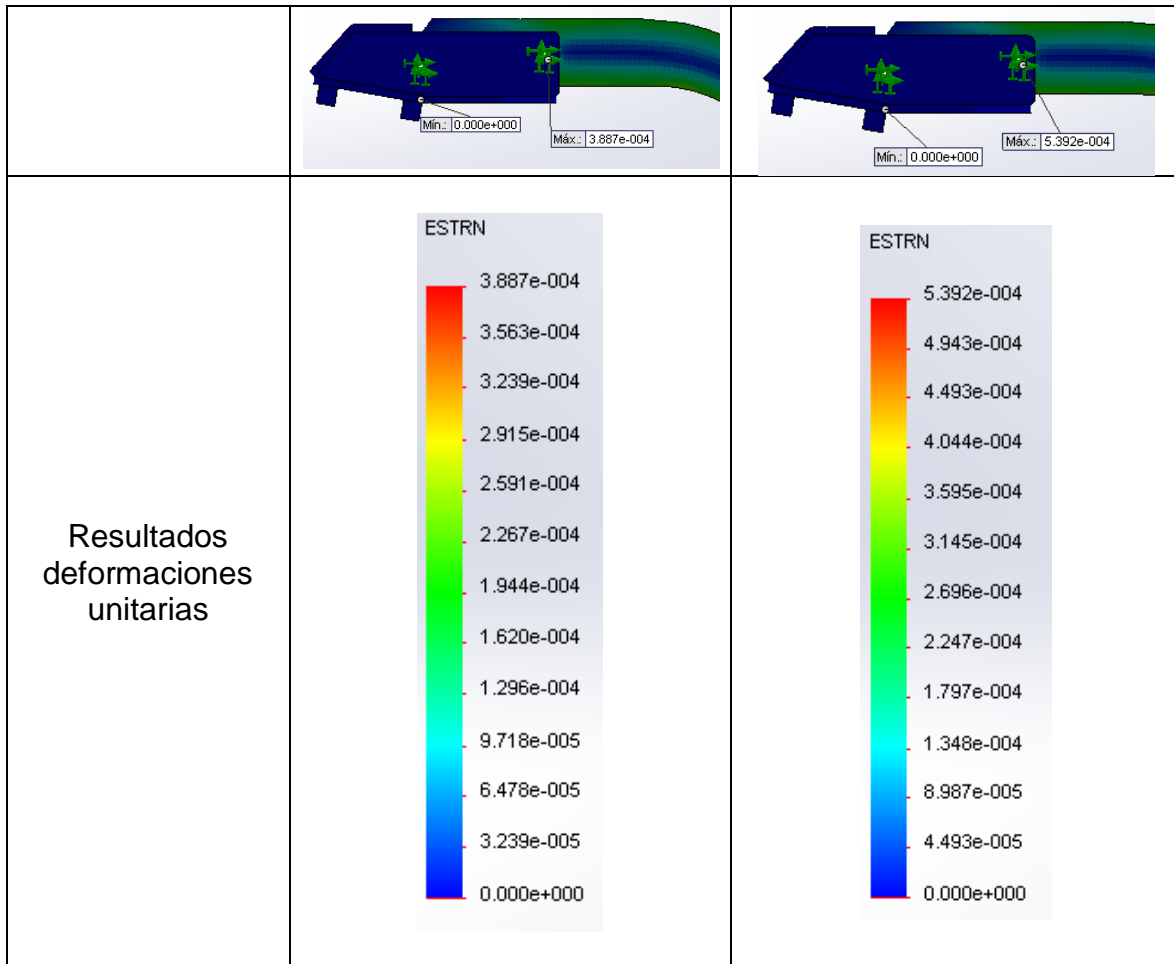 Mín.: 0.000e+000
Máx.: 3.887e-004
Mín.: 0.000e+000
Máx.: 5.392e-004
Resultados
deformaciones
unitarias
ESTRN
3.887e-004
3.563e-004
3.239e-004
2.915e-004
2.591e-004
2.267e-004
1.944e-004
1.620e-004
1.296e-004
9.718e-005
6.478e-005
3.239e-005
0.000e+000
ESTRN
5.392e-004
4.943e-004
4.493e-004
4.044e-004
3.595e-004
3.145e-004
2.696e-004
2.247e-004
1.797e-004
1.348e-004
8.987e-005
4.493e-005
0.000e+000